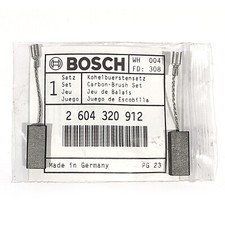 BOSCH
WH 004
FD: 308
1
Satz Kohlebuerstensatz
Set Carbon-Brush Set
Jeu Jeu de Balais
Juego Juego de Escobilla
2 604 320 912
Made in Germany PG 23